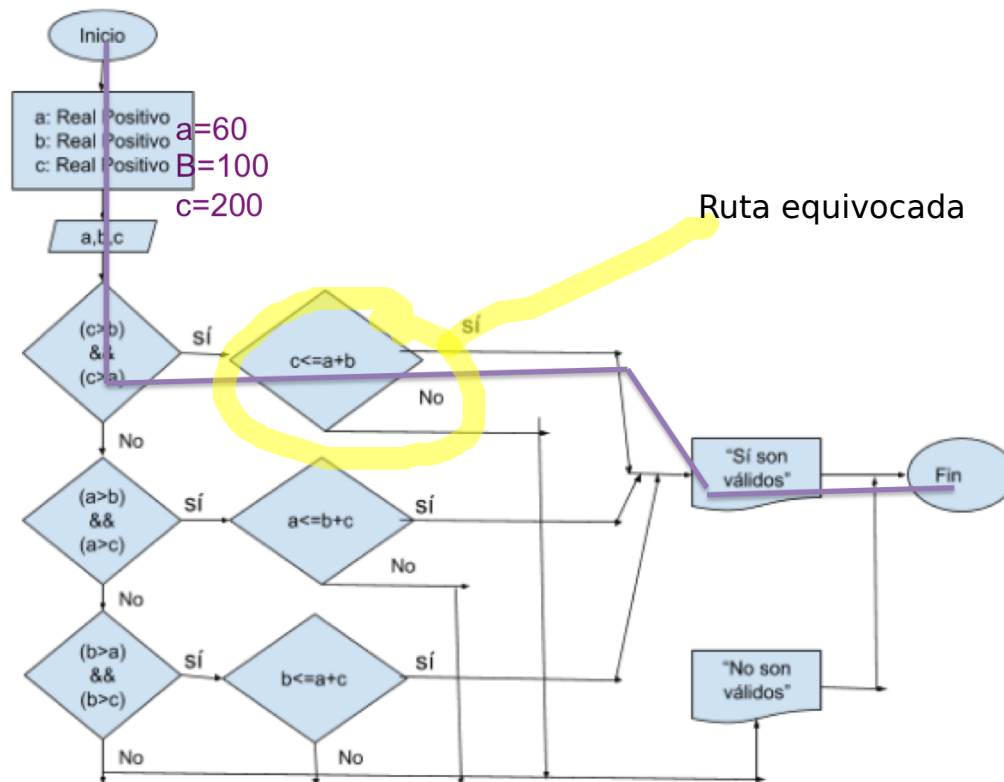 Inicio
a: Real Positivo
b: Real Positivo
c: Real Positivo
a=60
B=100
c=200
a,b,c
Ruta equivocada
(c>b)
&&
(c>a)
sí
c<=a+b
sí
No
No
"Sí son
válidos"
Fin
(a>b)
&&
(a>c)
sí
a<=b+c
sí
No
No
(b>a)
&&
(b>c)
sí
b<=a+c
sí
"No son
válidos"
No
No